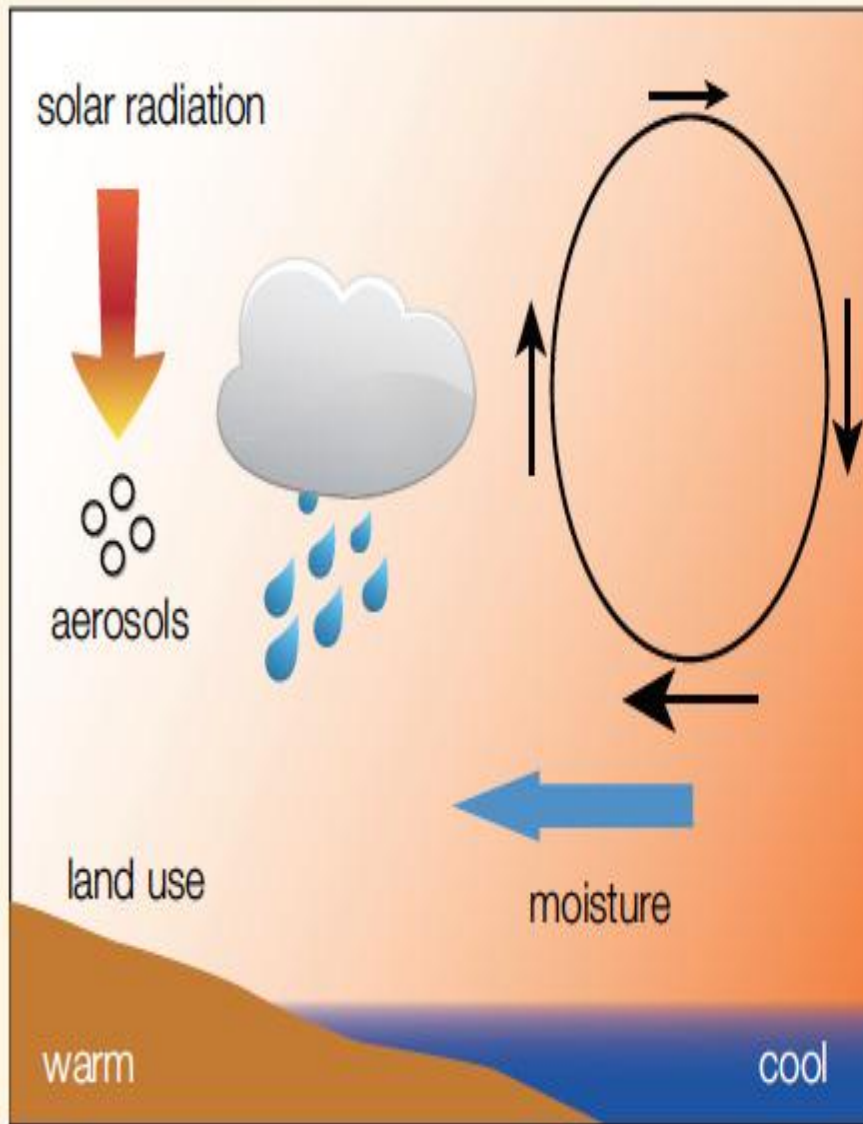 solar radiation
aerosols
land use
moisture
warm
cool